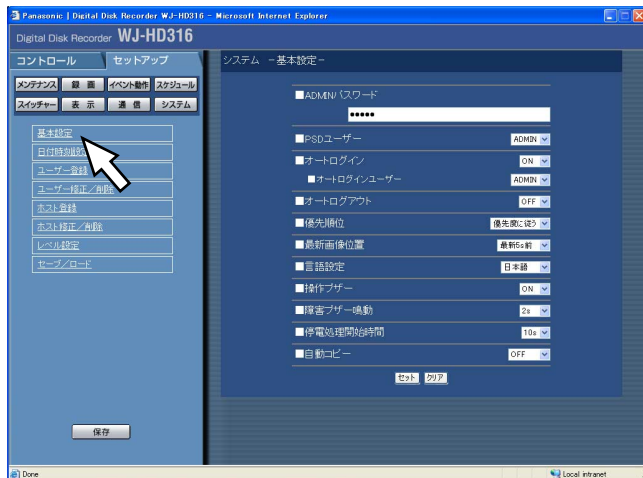 Panasonic | Digital Disk Recorder WJ-HD316 - Microsoft Internet Explorer
Digital Disk Recorder WJ-HD316
コントロール セットアップ
システム －基本設定－
メンテナンス 録 画 イベント動作 スケジュール
スイッチャー 表 示 通 信 システム
基本設定
日付時刻設定
ユーザー登録
ユーザー修正／削除
ホスト登録
ホスト修正／削除
レベル設定
セーブ／ロード
保存
■ADMINパスワード
●●●●●
■PSDユーザー ADMIN
■オートログイン ON
■オートログインユーザー ADMIN
■オートログアウト OFF
■優先順位 優先度に従う
■最新画像位置 最新5s前
■言語設定 日本語
■操作ブザー ON
■障害ブザー鳴動 2s
■停電処理開始時間 10s
■自動コピー OFF
セット クリア
Done Local intranet